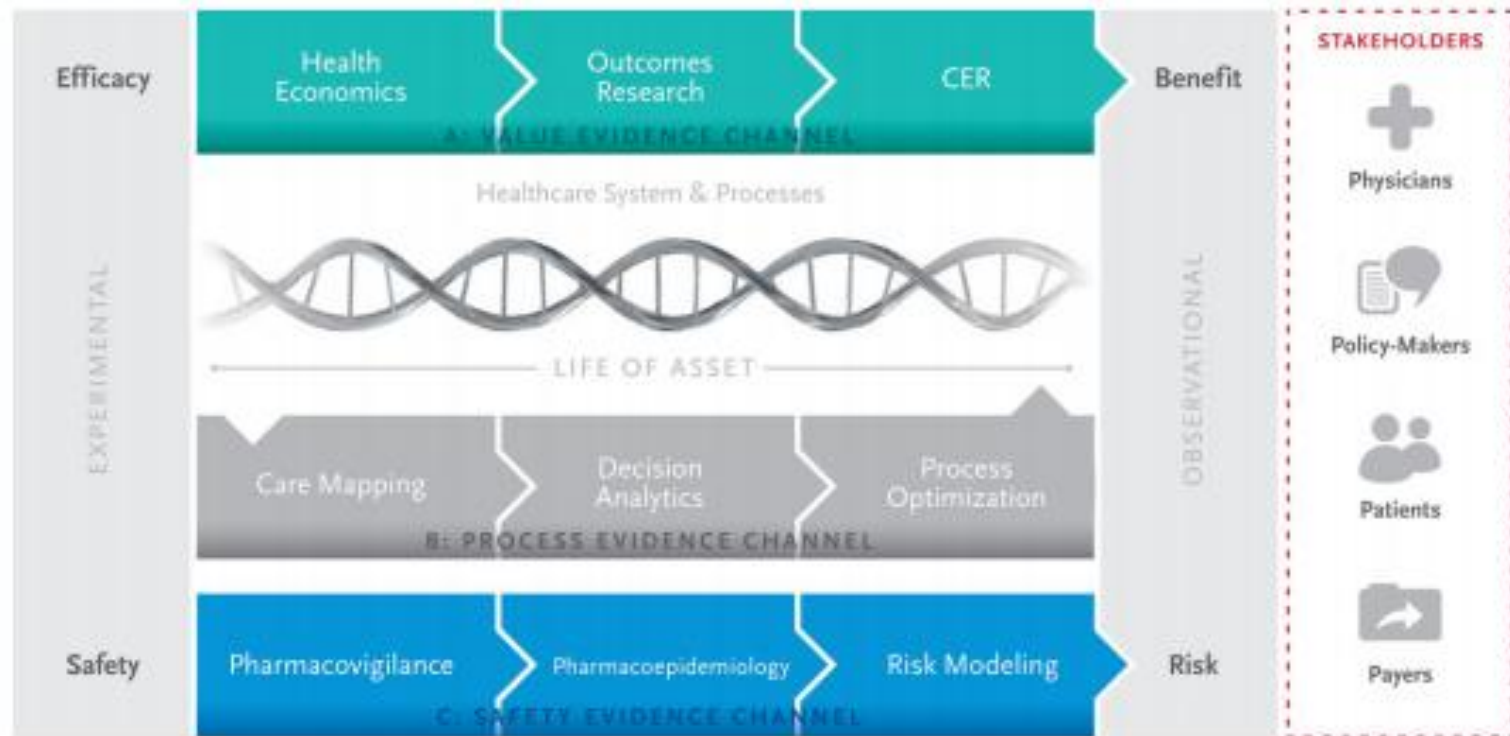 Efficacy
Health
Economics
Outcomes
Research
CER
A: VALUE EVIDENCE CHANNEL
Benefit
Healthcare System & Processes
EXPERIMENTAL
LIFE OF ASSET
OBSERVATIONAL
Care Mapping
Decision
Analytics
Process
Optimization
B: PROCESS EVIDENCE CHANNEL
Safety
Pharmacovigilance
Pharmacoepidemiology
Risk Modeling
C: SAFETY EVIDENCE CHANNEL
Risk
STAKEHOLDERS
Physicians
Policy-Makers
Patients
Payers